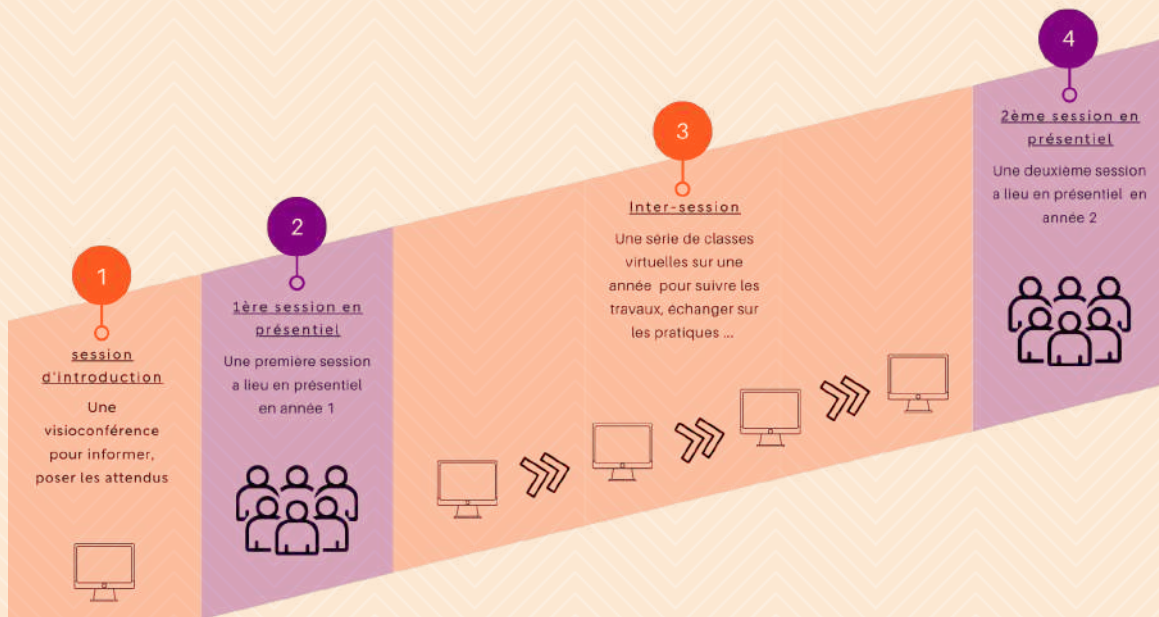 1
session
d'introduction
Une
visioconférence
pour informer,
poser les attendus
2
1ère session en
présentiel
Une première session
a lieu en présentiel
en année 1
3
Inter-session
Une série de classes
virtuelles sur une
année pour suivre les
travaux, échanger sur
les pratiques ...
4
2ème session en
présentiel
Une deuxième session
a lieu en présentiel en
année 2